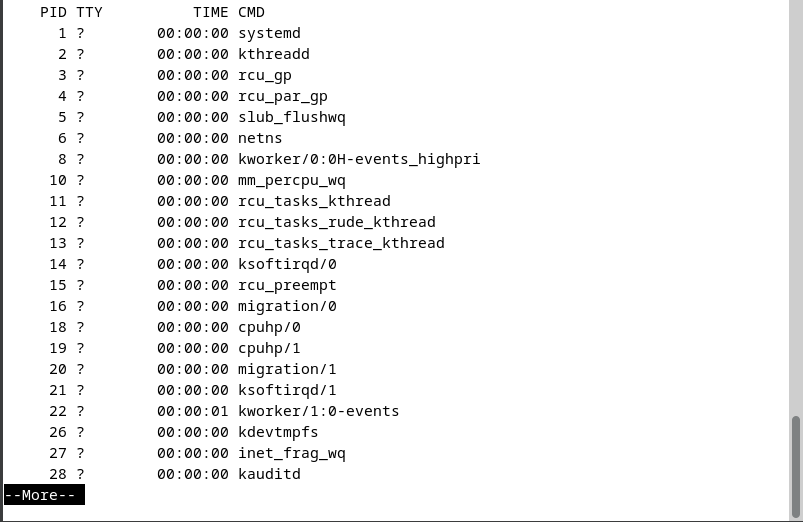 PID TTY          TIME CMD
      1 ?        00:00:00 systemd
      2 ?        00:00:00 kthreadd
      3 ?        00:00:00 rcu_gp
      4 ?        00:00:00 rcu_par_gp
      5 ?        00:00:00 slub_flushwq
      6 ?        00:00:00 netns
      8 ?        00:00:00 kworker/0:0H-events_highpri
     10 ?        00:00:00 mm_percpu_wq
     11 ?        00:00:00 rcu_tasks_kthread
     12 ?        00:00:00 rcu_tasks_rude_kthread
     13 ?        00:00:00 rcu_tasks_trace_kthread
     14 ?        00:00:00 ksoftirqd/0
     15 ?        00:00:00 rcu_preempt
     16 ?        00:00:00 migration/0
     18 ?        00:00:00 cpuhp/0
     19 ?        00:00:00 cpuhp/1
     20 ?        00:00:00 migration/1
     21 ?        00:00:00 ksoftirqd/1
     22 ?        00:00:01 kworker/1:0-events
     26 ?        00:00:00 kdevtmpfs
     27 ?        00:00:00 inet_frag_wq
     28 ?        00:00:00 kauditd
--More--